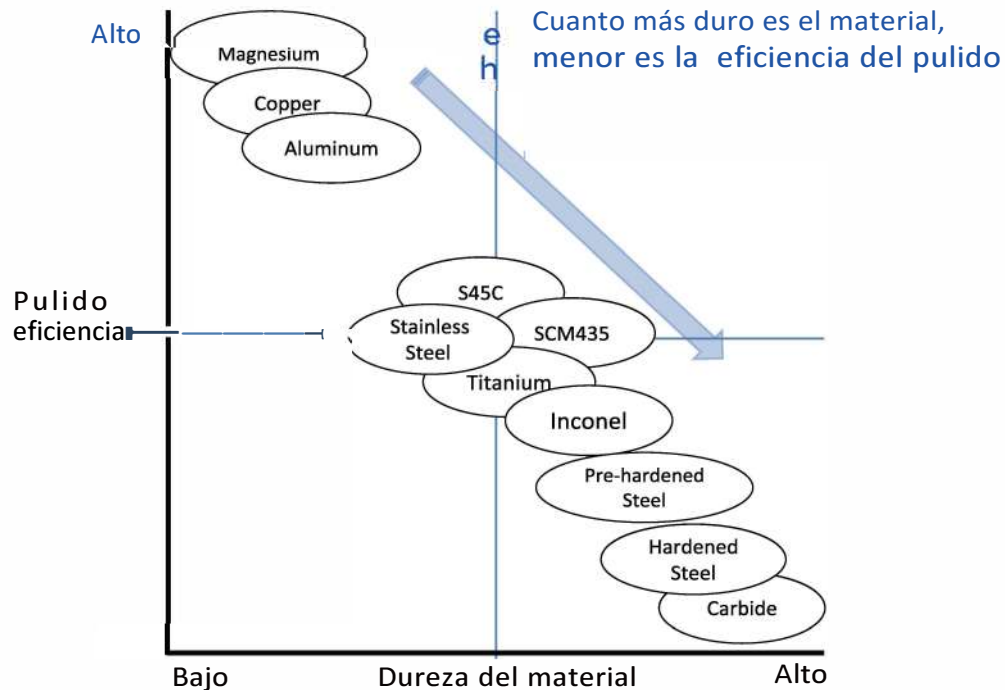 Alto
e
h
Cuanto más duro es el material,
menor es la eficiencia del pulido
Magnesium
Copper
Aluminum
Pulido
eficiencia
S45C
Stainless
Steel
SCM435
Titanium
Inconel
Pre-hardened
Steel
Hardened
Steel
Carbide
Bajo
Dureza del material
Alto